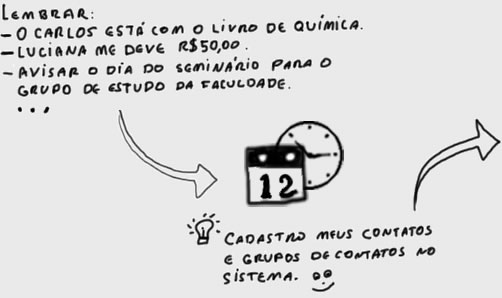 LEMBRAR:
- O CARLOS ESTÁ COM O LIVRO DE QUÍMICA.
- LUCIANA ME DEVE R$50,00.
- AVISAR O DIA DO SEMINÁRIO PARA O
GRUPO DE ESTUDO DA FACULDADE.
...
12
CADASTRO MEUS CONTATOS
E GRUPOS DE CONTATOS NO
SISTEMA.